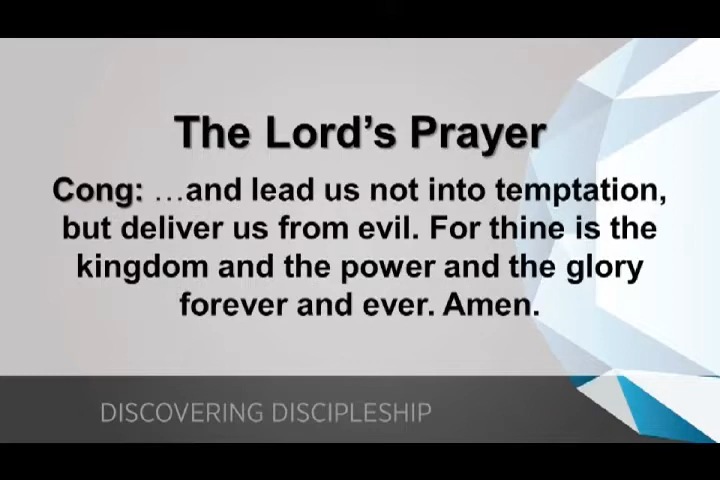 The Lord’s Prayer
Cong: …and lead us not into temptation,
but deliver us from evil. For thine is the
kingdom and the power and the glory
forever and ever. Amen.
DISCOVERING DISCIPLESHIP